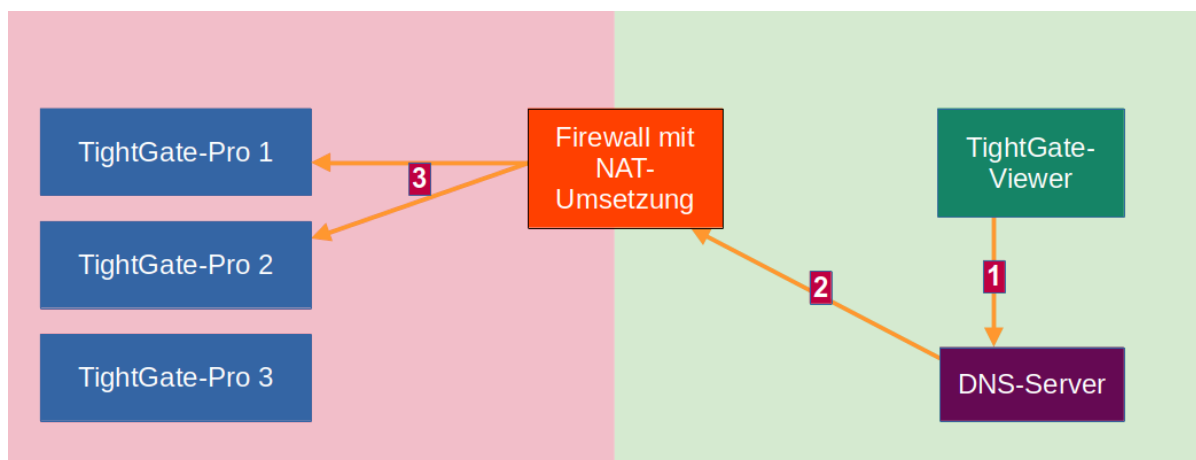 TightGate-Pro 1
TightGate-Pro 2
TightGate-Pro 3
3
Firewall mit
NAT-
Umsetzung
2
TightGate-
Viewer
1
DNS-Server